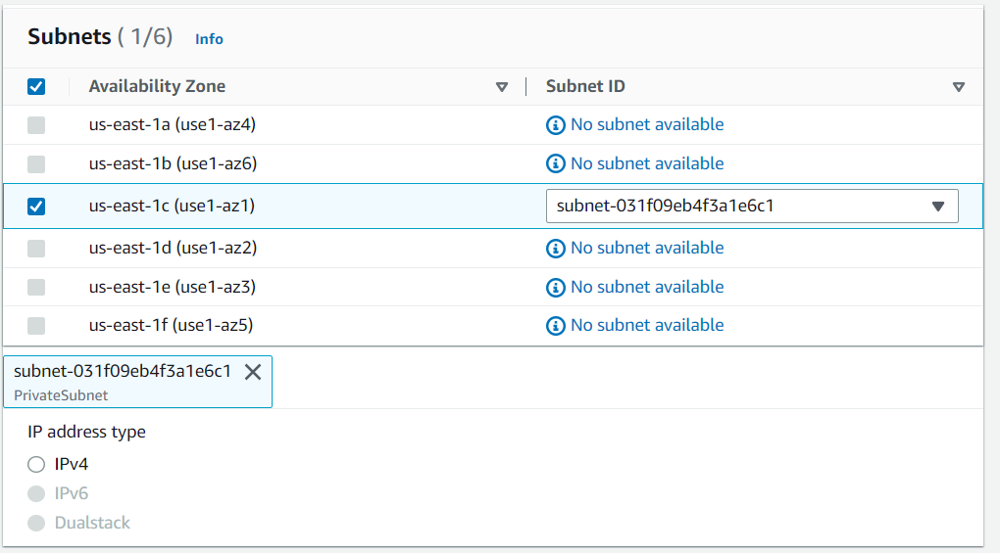 Subnets ( 1/6) Info
Availability Zone Subnet ID
us-east-1a (use1-az4) No subnet available
us-east-1b (use1-az6) No subnet available
us-east-1c (use1-az1) subnet-031f09eb4f3a1e6c1
us-east-1d (use1-az2) No subnet available
us-east-1e (use1-az3) No subnet available
us-east-1f (use1-az5) No subnet available
subnet-031f09eb4f3a1e6c1
PrivateSubnet
IP address type
IPv4
IPv6
Dualstack